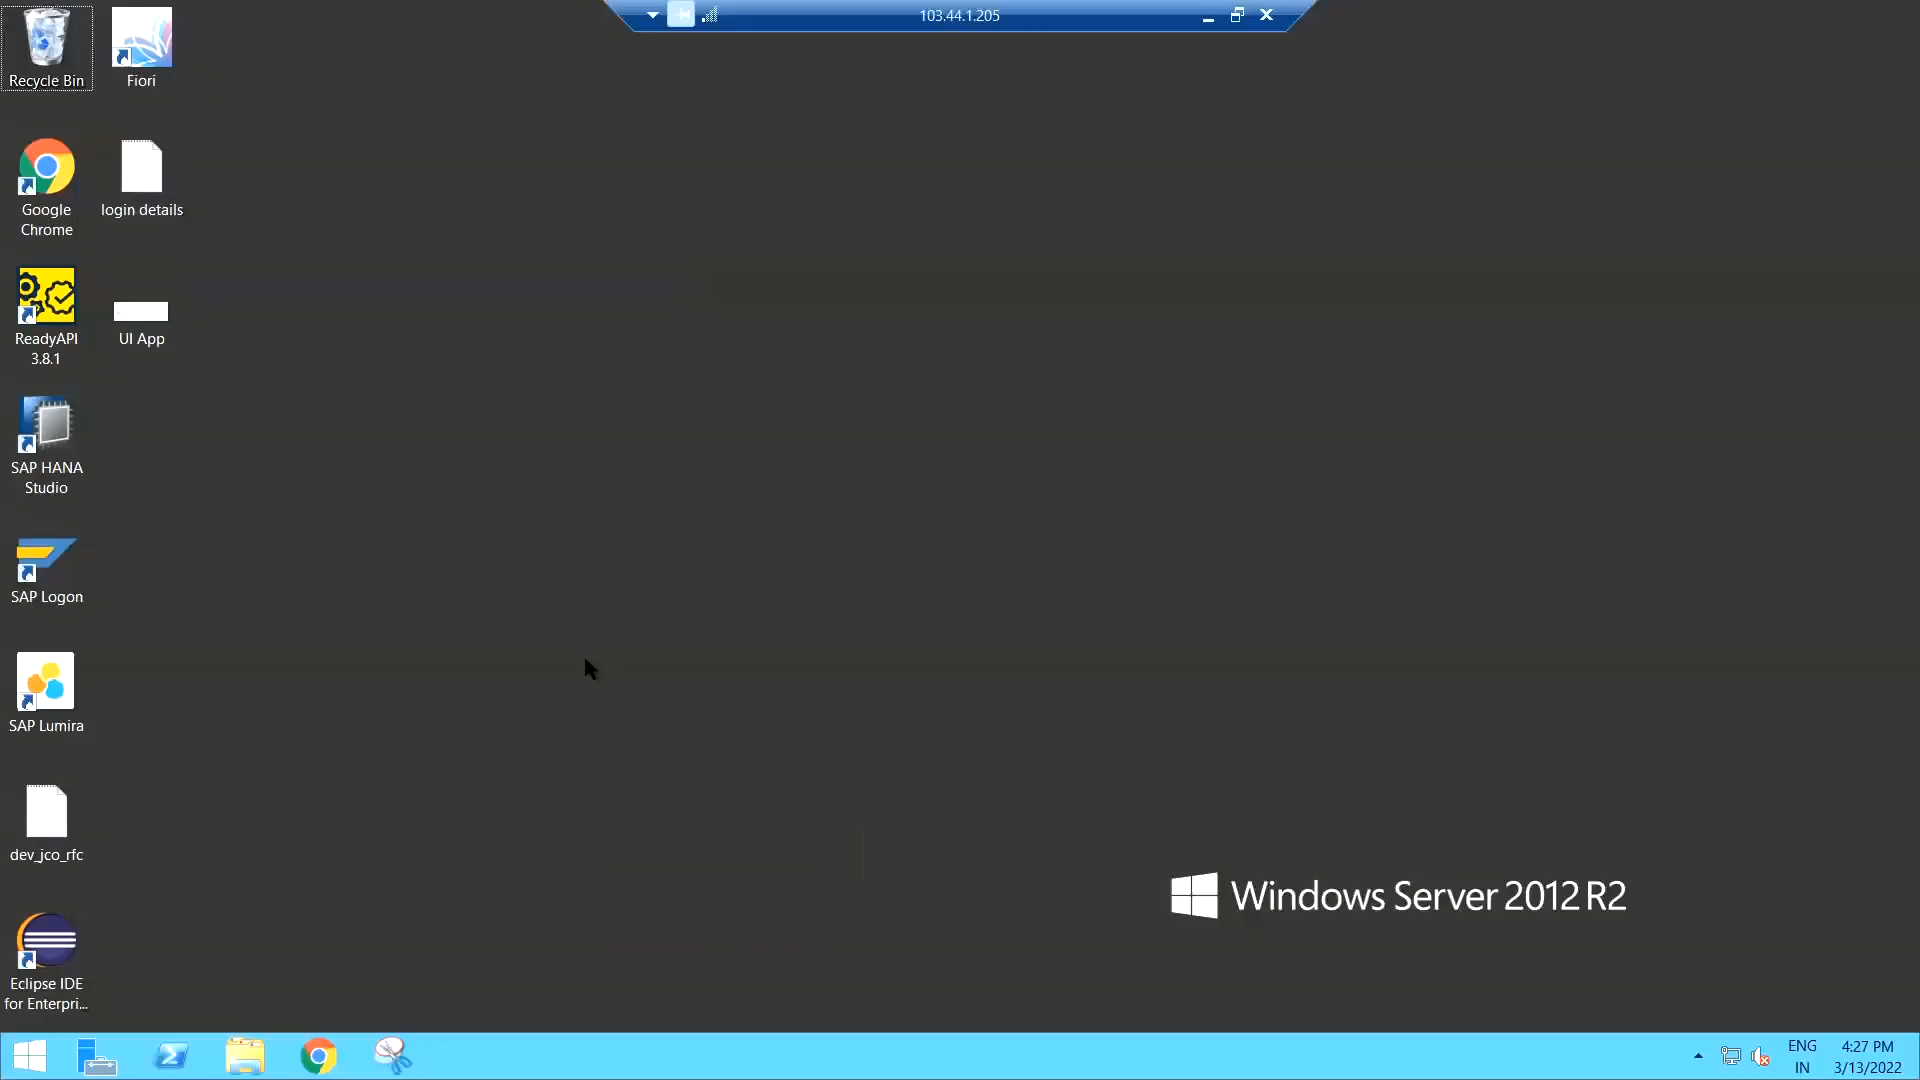 103.44.1.205
Recycle Bin
Fiori
Google
Chrome
login details
ReadyAPI
3.8.1
UI App
SAP HANA
Studio
SAP Logon
SAP Lumira
dev_jco_rfc
Eclipse IDE
for Enterpri...
Windows Server 2012 R2
ENG
IN
4:27 PM
3/13/2022